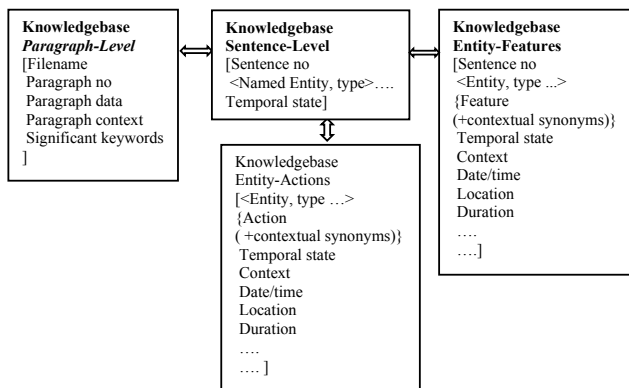 Knowledgebase
Paragraph-Level
[Filename
Paragraph no
Paragraph data
Paragraph context
Significant keywords
]
Knowledgebase
Sentence-Level
[Sentence no
<Named Entity, type>….
Temporal state]
Knowledgebase
Entity-Features
[Sentence no
<Entity, type ...>
{Feature
(+contextual synonyms)}
Temporal state
Context
Date/time
Location
Duration
….
….]
Knowledgebase
Entity-Actions
[<Entity, type …>
{Action
( +contextual synonyms)}
Temporal state
Context
Date/time
Location
Duration
….
…. ]